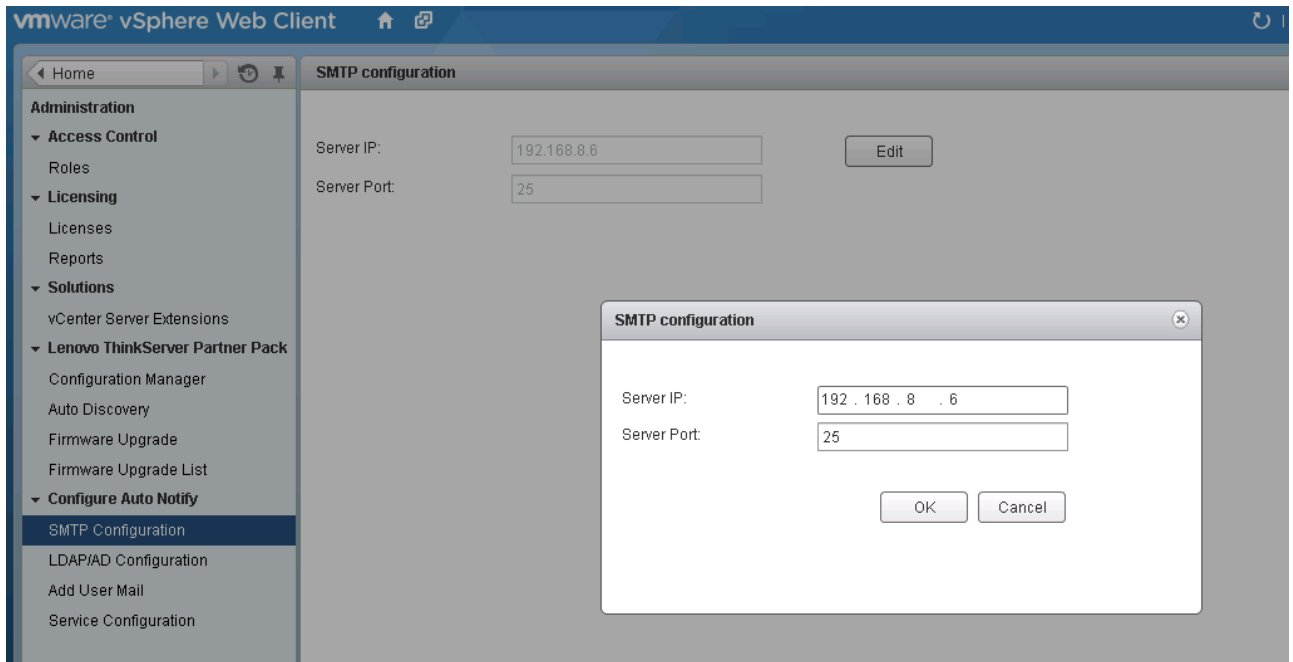 vmware® vSphere Web Client
Home
Administration
Access Control
Roles
Licensing
Licenses
Reports
Solutions
vCenter Server Extensions
Lenovo ThinkServer Partner Pack
Configuration Manager
Auto Discovery
Firmware Upgrade
Firmware Upgrade List
Configure Auto Notify
SMTP Configuration
LDAP/AD Configuration
Add User Mail
Service Configuration
SMTP configuration
Server IP: 192.168.8.6 Edit
Server Port: 25
SMTP configuration
Server IP: 192 . 168 . 8 . 6
Server Port: 25
OK Cancel